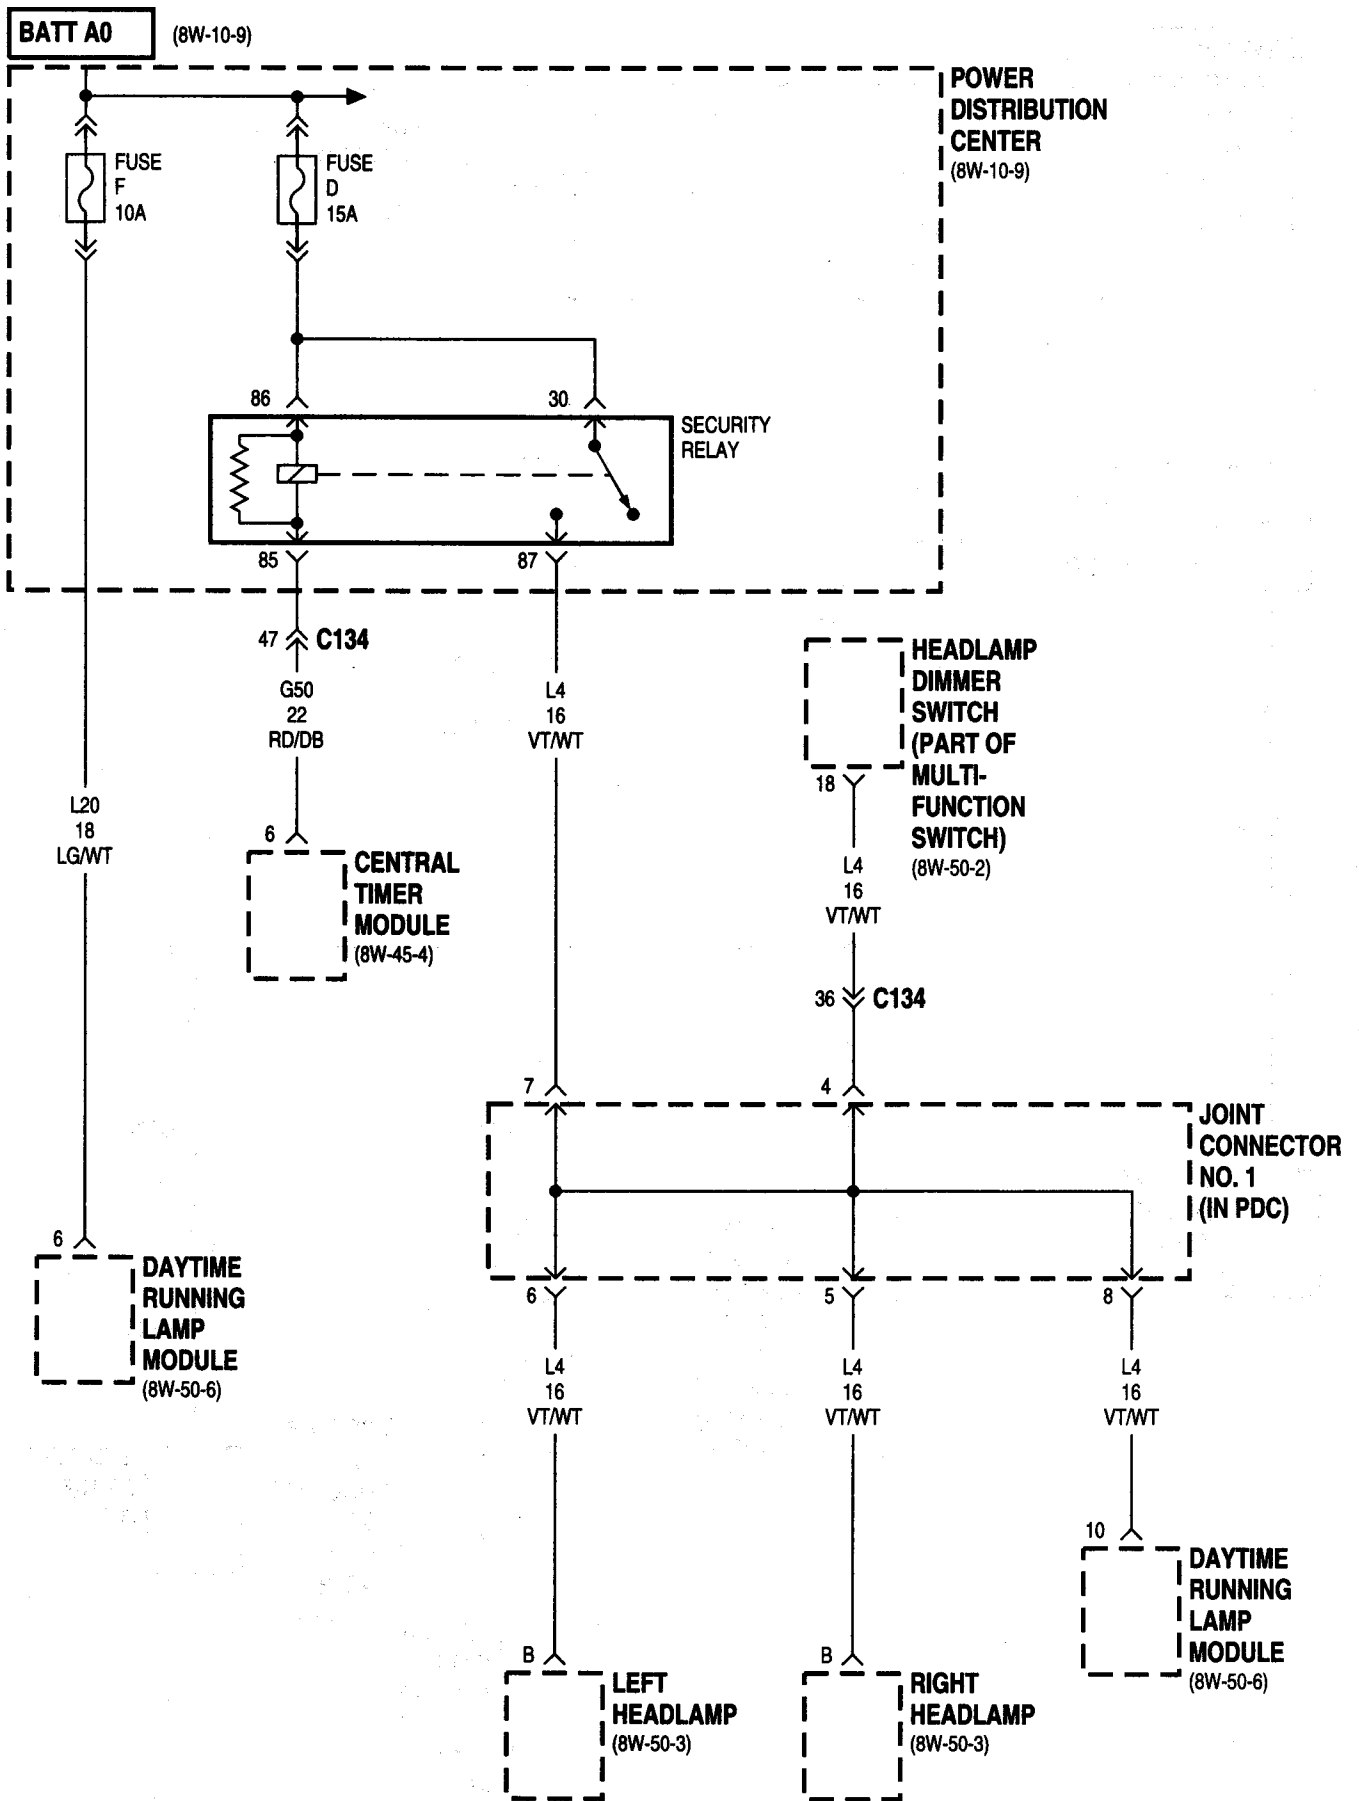 BATT A0
(8W-10-9)
POWER
DISTRIBUTION
CENTER
(8W-10-9)
FUSE
F
10A
FUSE
D
15A
86
30
SECURITY
RELAY
85
87
47
C134
G50
22
RD/DB
L4
16
VT/WT
HEADLAMP
DIMMER
SWITCH
(PART OF
MULTI-
FUNCTION
SWITCH)
(8W-50-2)
18
L20
18
LG/WT
6
CENTRAL
TIMER
MODULE
(8W-45-4)
L4
16
VT/WT
36
C134
7
4
JOINT
CONNECTOR
NO. 1
(IN PDC)
6
DAYTIME
RUNNING
LAMP
MODULE
(8W-50-6)
6
5
8
L4
16
VT/WT
L4
16
VT/WT
L4
16
VT/WT
10
DAYTIME
RUNNING
LAMP
MODULE
(8W-50-6)
B
LEFT
HEADLAMP
(8W-50-3)
B
RIGHT
HEADLAMP
(8W-50-3)